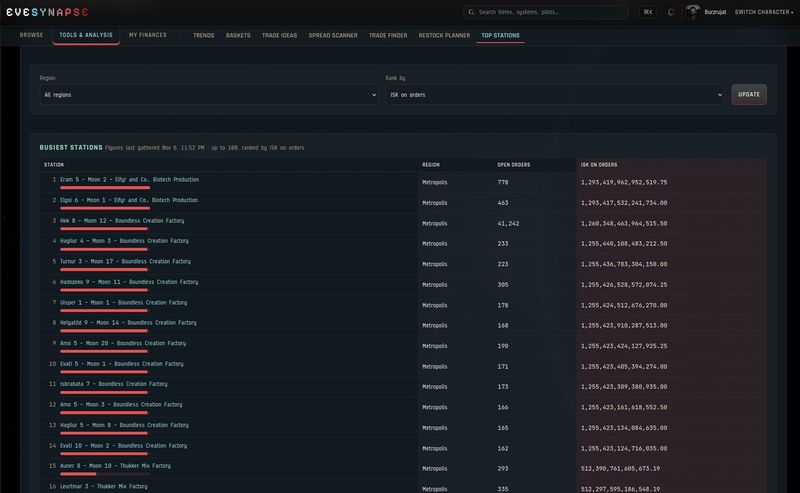 EVESYNAPSE
Search items, systems, pilots...
⌘K
Burzrujat
SWITCH CHARACTER
BROWSE
TOOLS & ANALYSIS
MY FINANCES
TRENDS
BASKETS
TRADE IDEAS
SPREAD SCANNER
TRADE FINDER
RESTOCK PLANNER
TOP STATIONS
Region
Rank by
All regions
ISK on orders
UPDATE
BUSIEST STATIONS Figures last gathered Nov 6, 11:52 PM · up to 100, ranked by ISK on orders
STATION REGION OPEN ORDERS ISK ON ORDERS
1 Eram 5 - Moon 2 - Eifyr and Co. Biotech Production Metropolis 778 1,293,419,962,952,519.75
2 Elgoi 6 - Moon 1 - Eifyr and Co. Biotech Production Metropolis 463 1,293,417,532,241,734.00
3 Hek 8 - Moon 12 - Boundless Creation Factory Metropolis 41,242 1,260,348,463,964,515.50
4 Hagilur 4 - Moon 3 - Boundless Creation Factory Metropolis 233 1,255,440,108,483,212.50
5 Turnur 3 - Moon 17 - Boundless Creation Factory Metropolis 223 1,255,436,783,304,150.00
6 Hadozeko 9 - Moon 11 - Boundless Creation Factory Metropolis 305 1,255,426,528,572,074.25
7 Uisper 1 - Moon 1 - Boundless Creation Factory Metropolis 178 1,255,424,512,676,270.00
8 Helgatild 9 - Moon 14 - Boundless Creation Factory Metropolis 168 1,255,423,910,287,513.00
9 Amo 5 - Moon 20 - Boundless Creation Factory Metropolis 190 1,255,423,424,127,925.25
10 Evati 5 - Moon 1 - Boundless Creation Factory Metropolis 171 1,255,423,405,394,274.00
11 Isbrabata 7 - Boundless Creation Factory Metropolis 173 1,255,423,309,380,935.00
12 Amo 5 - Moon 3 - Boundless Creation Factory Metropolis 166 1,255,423,161,618,552.50
13 Hagilur 5 - Moon 8 - Boundless Creation Factory Metropolis 165 1,255,423,134,084,635.00
14 Evati 10 - Moon 2 - Boundless Creation Factory Metropolis 162 1,255,423,124,716,035.00
15 Auner 8 - Moon 10 - Thukker Mix Factory Metropolis 293 512,390,761,605,673.19
16 Leurtmar 3 - Thukker Mix Factory Metropolis 335 512,297,595,186,548.19